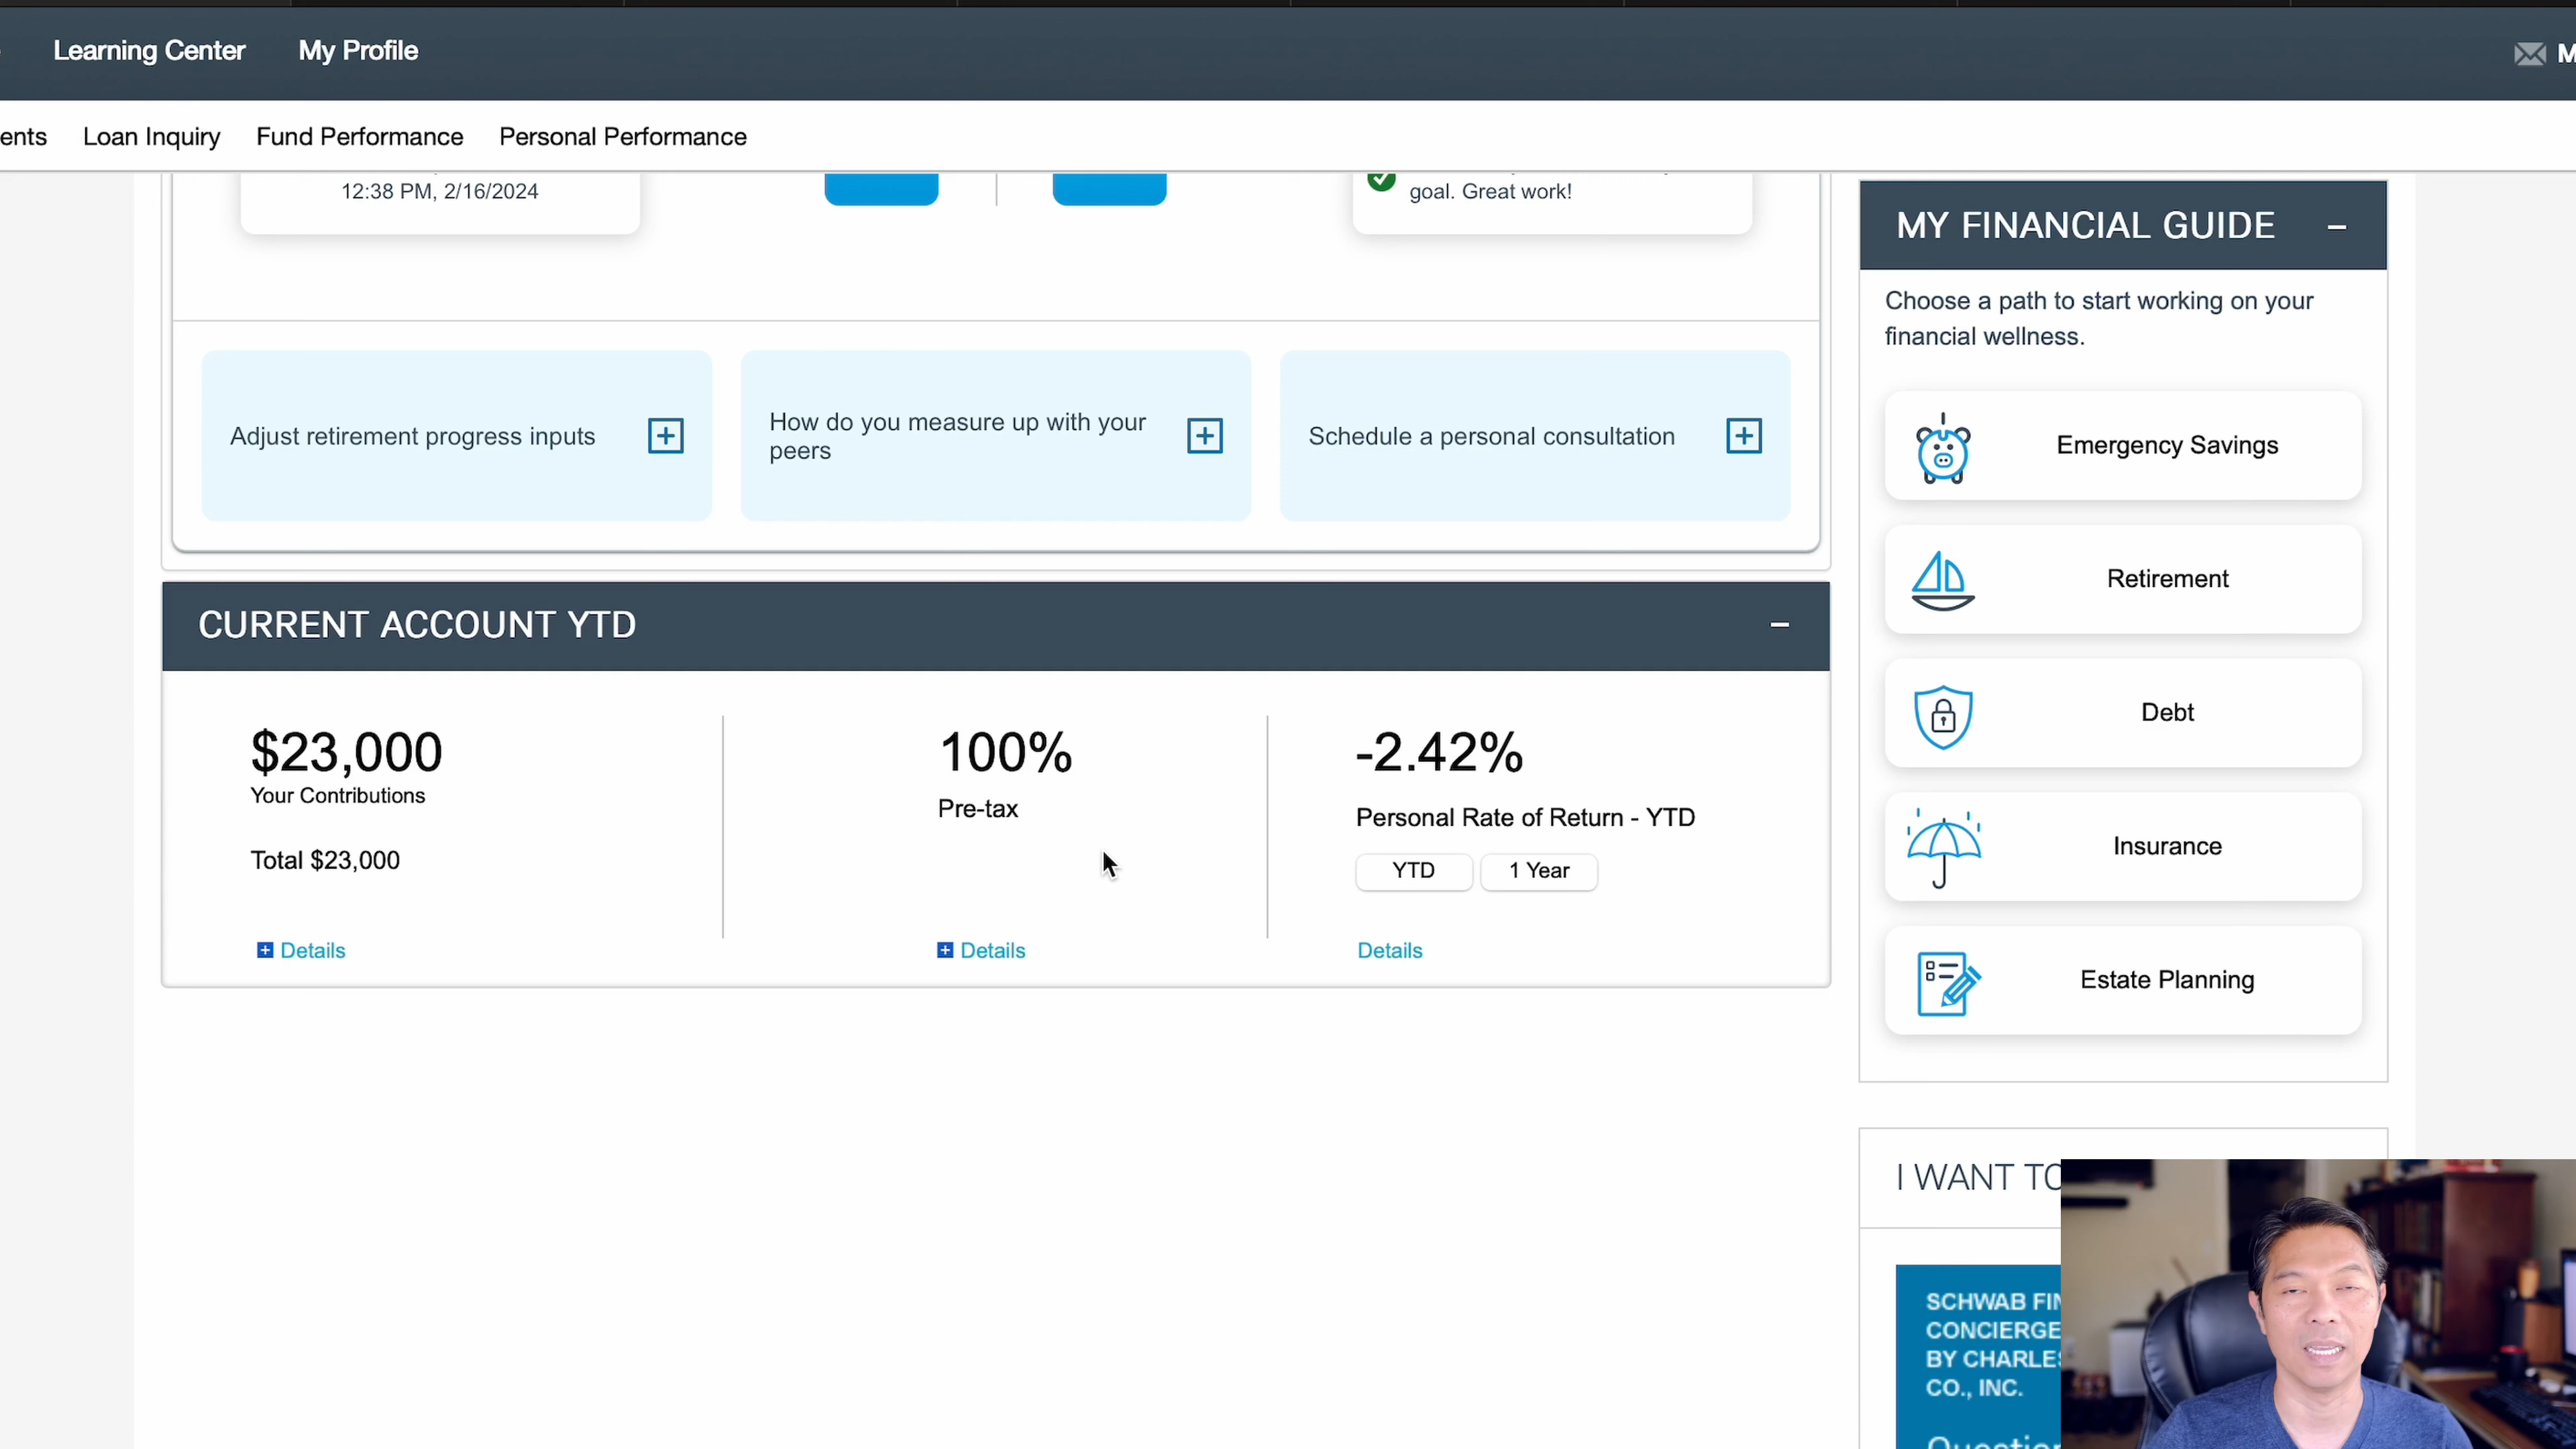 Learning Center My Profile
ents Loan Inquiry Fund Performance Personal Performance
12:38 PM, 2/16/2024
goal. Great work!
Adjust retirement progress inputs
How do you measure up with your
peers
Schedule a personal consultation
CURRENT ACCOUNT YTD
$23,000
Your Contributions
Total $23,000
Details
100%
Pre-tax
Details
-2.42%
Personal Rate of Return - YTD
YTD 1 Year
Details
MY FINANCIAL GUIDE
Choose a path to start working on your
financial wellness.
Emergency Savings
Retirement
Debt
Insurance
Estate Planning
I WANT TO
SCHWAB FIN
CONCIERGE
BY CHARLES
CO., INC.